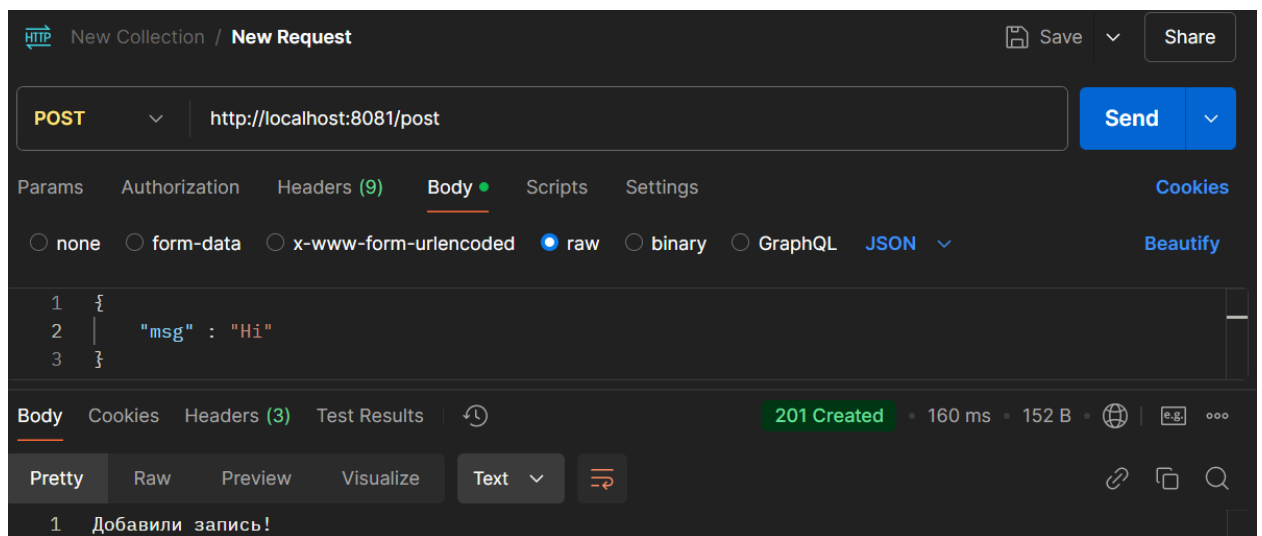 HTTP New Collection / New Request Save Share
POST http://localhost:8081/post Send
Params Authorization Headers (9) Body Scripts Settings Cookies
none form-data x-www-form-urlencoded raw binary GraphQL JSON Beautify
1 {
2 "msg" : "Hi"
3 }
Body Cookies Headers (3) Test Results 201 Created • 160 ms • 152 B • e.g.
Pretty Raw Preview Visualize Text
1 Добавили запись!